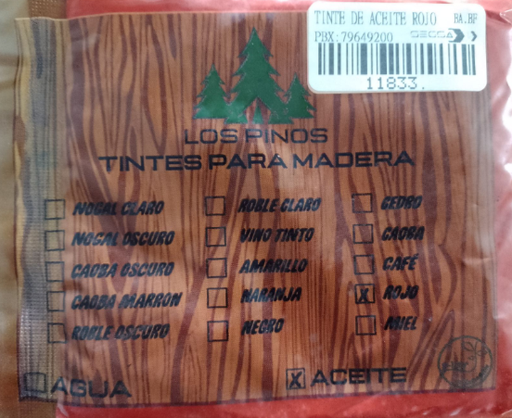 TINTE DE ACEITE ROJO BA.BF
PBX:79649200 SECSA
11833.
LOS PINOS
TINTES PARA MADERA
NOGAL CLARO ROBLE CLARO CEDRO
NOGAL OSCURO VINO TINTO CAOBA
CAOBA OSCURO AMARILLO CAFÉ
CAOBA MARRON NARANJA X ROJO
ROBLE OSCURO NEGRO MIEL
AGUA X ACEITE